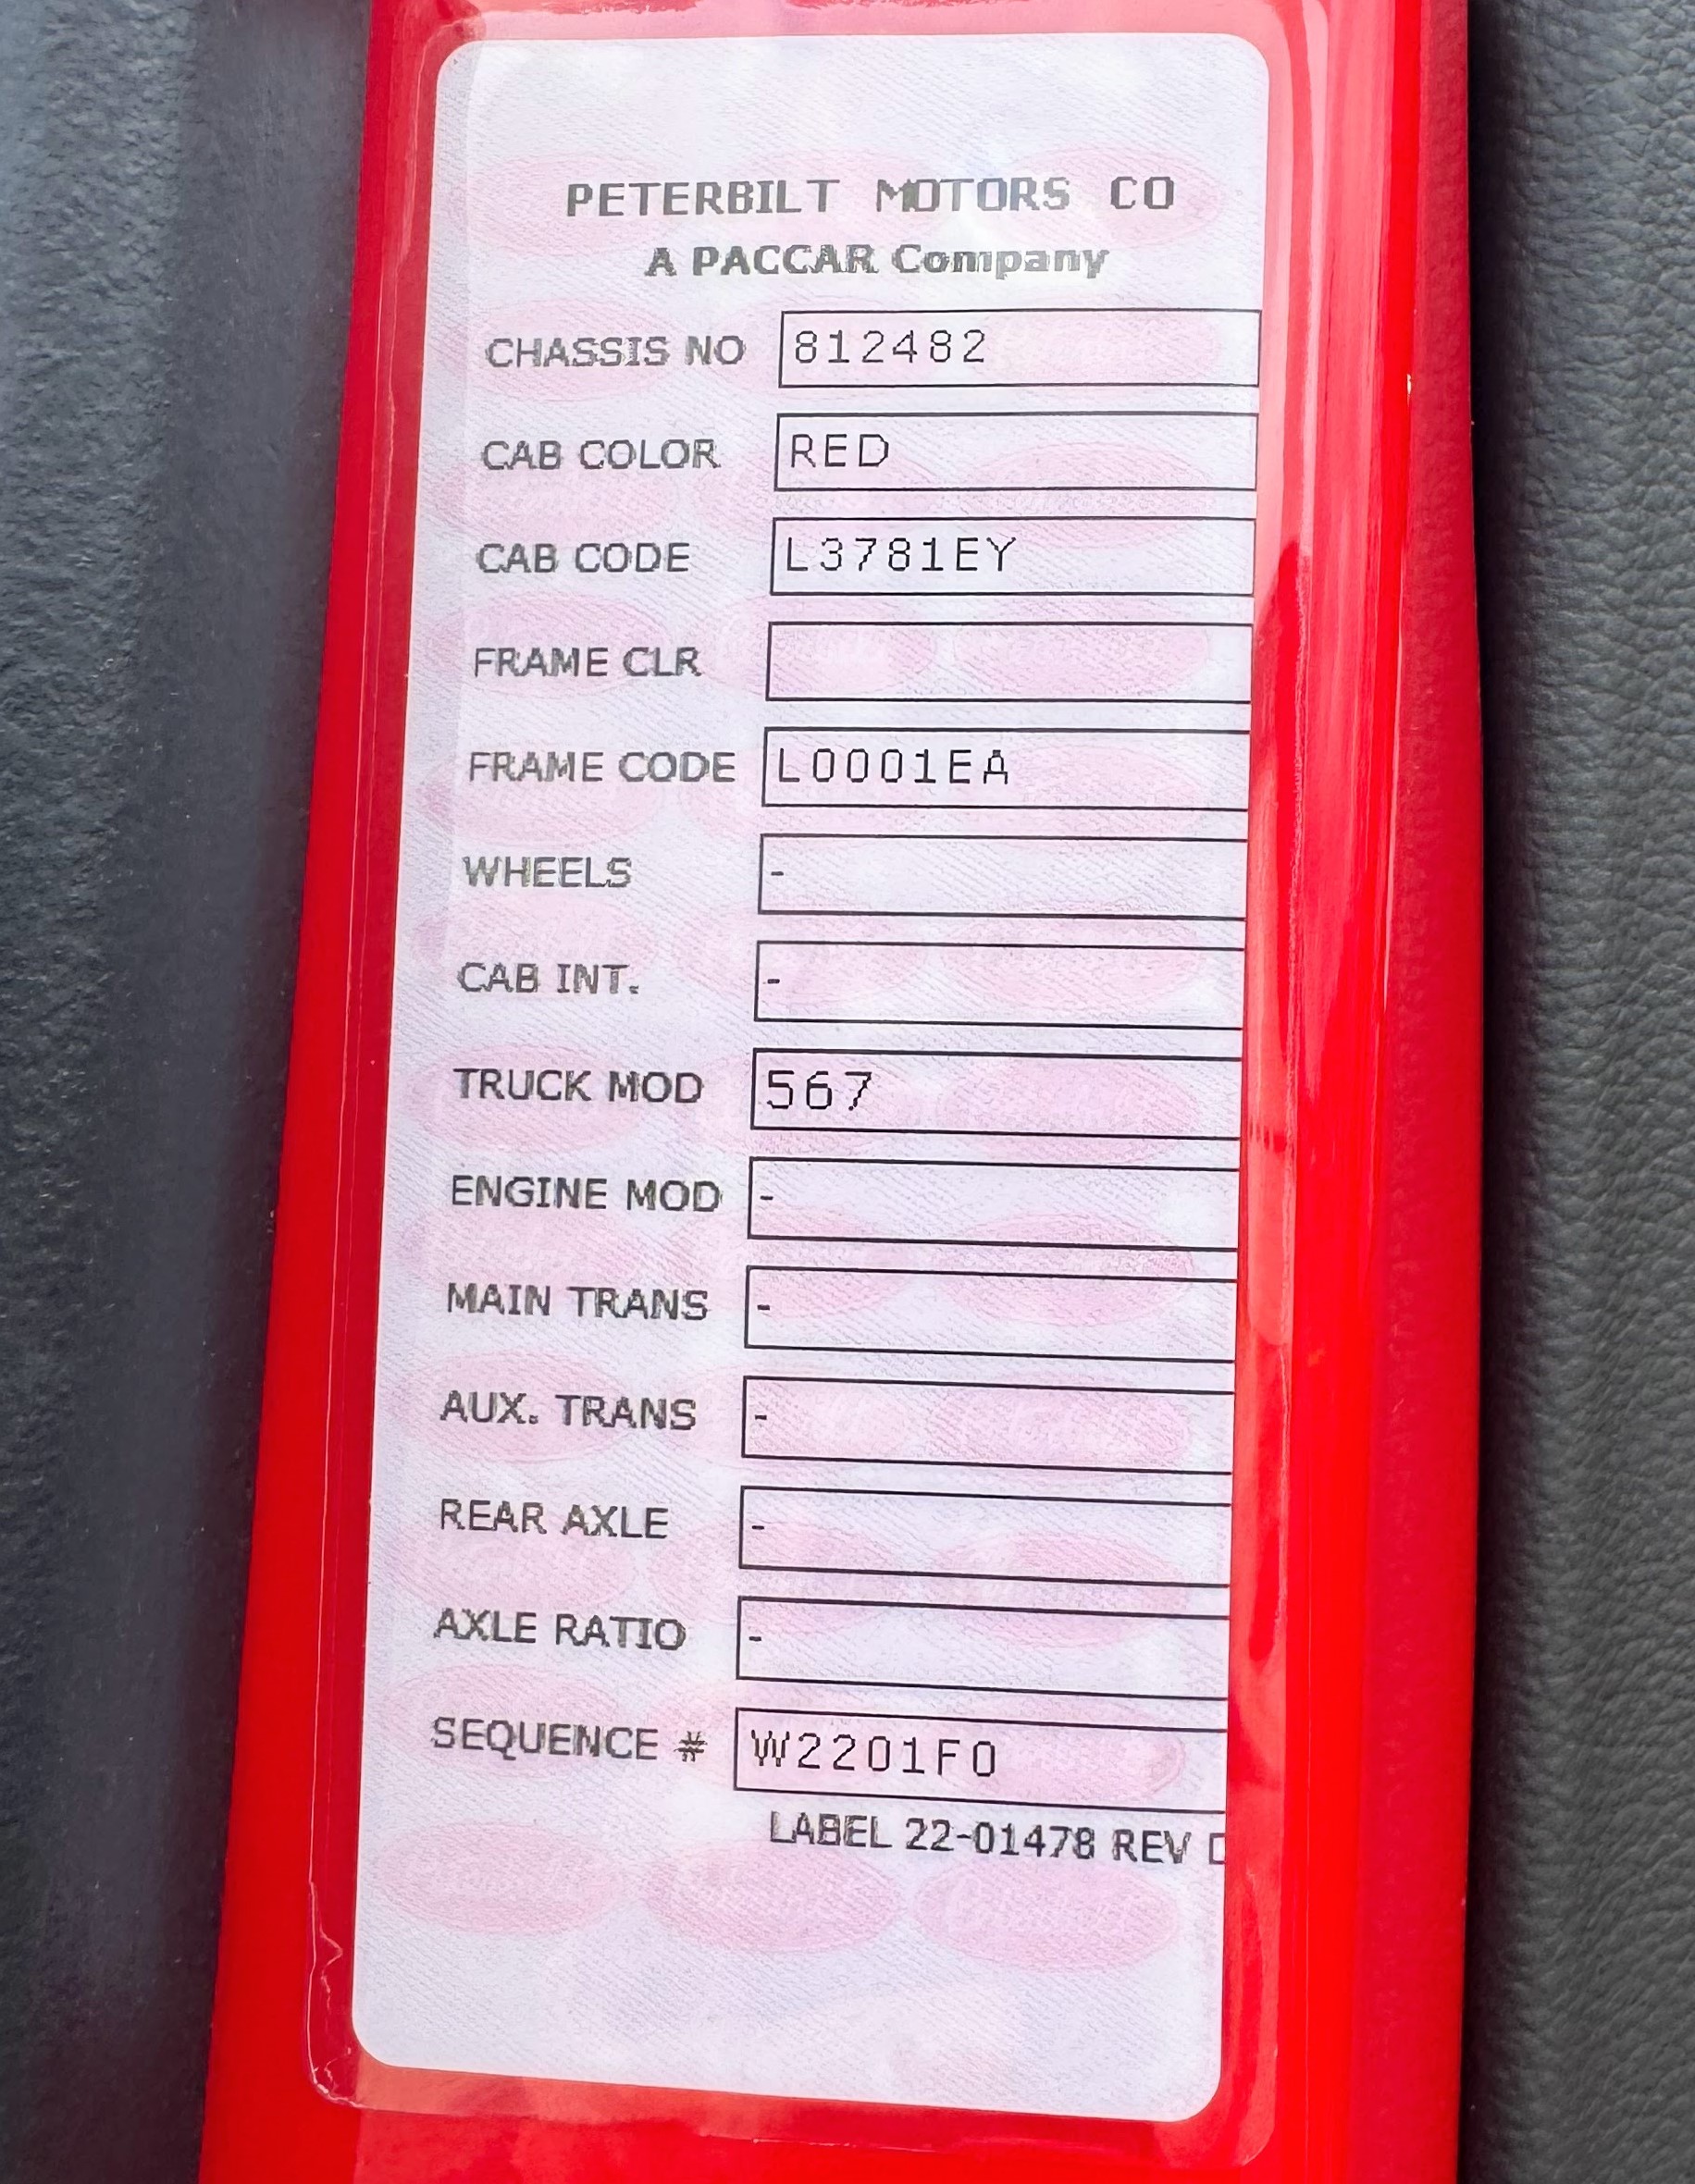 PETERBILT MOTORS CO
A PACCAR Company
CHASSIS NO 812482
CAB COLOR RED
CAB CODE L3781EY
FRAME CLR
FRAME CODE L0001EA
WHEELS -
CAB INT. -
TRUCK MOD 567
ENGINE MOD -
MAIN TRANS -
AUX. TRANS -
REAR AXLE -
AXLE RATIO -
SEQUENCE # W2201F0
LABEL 22-01478 REV